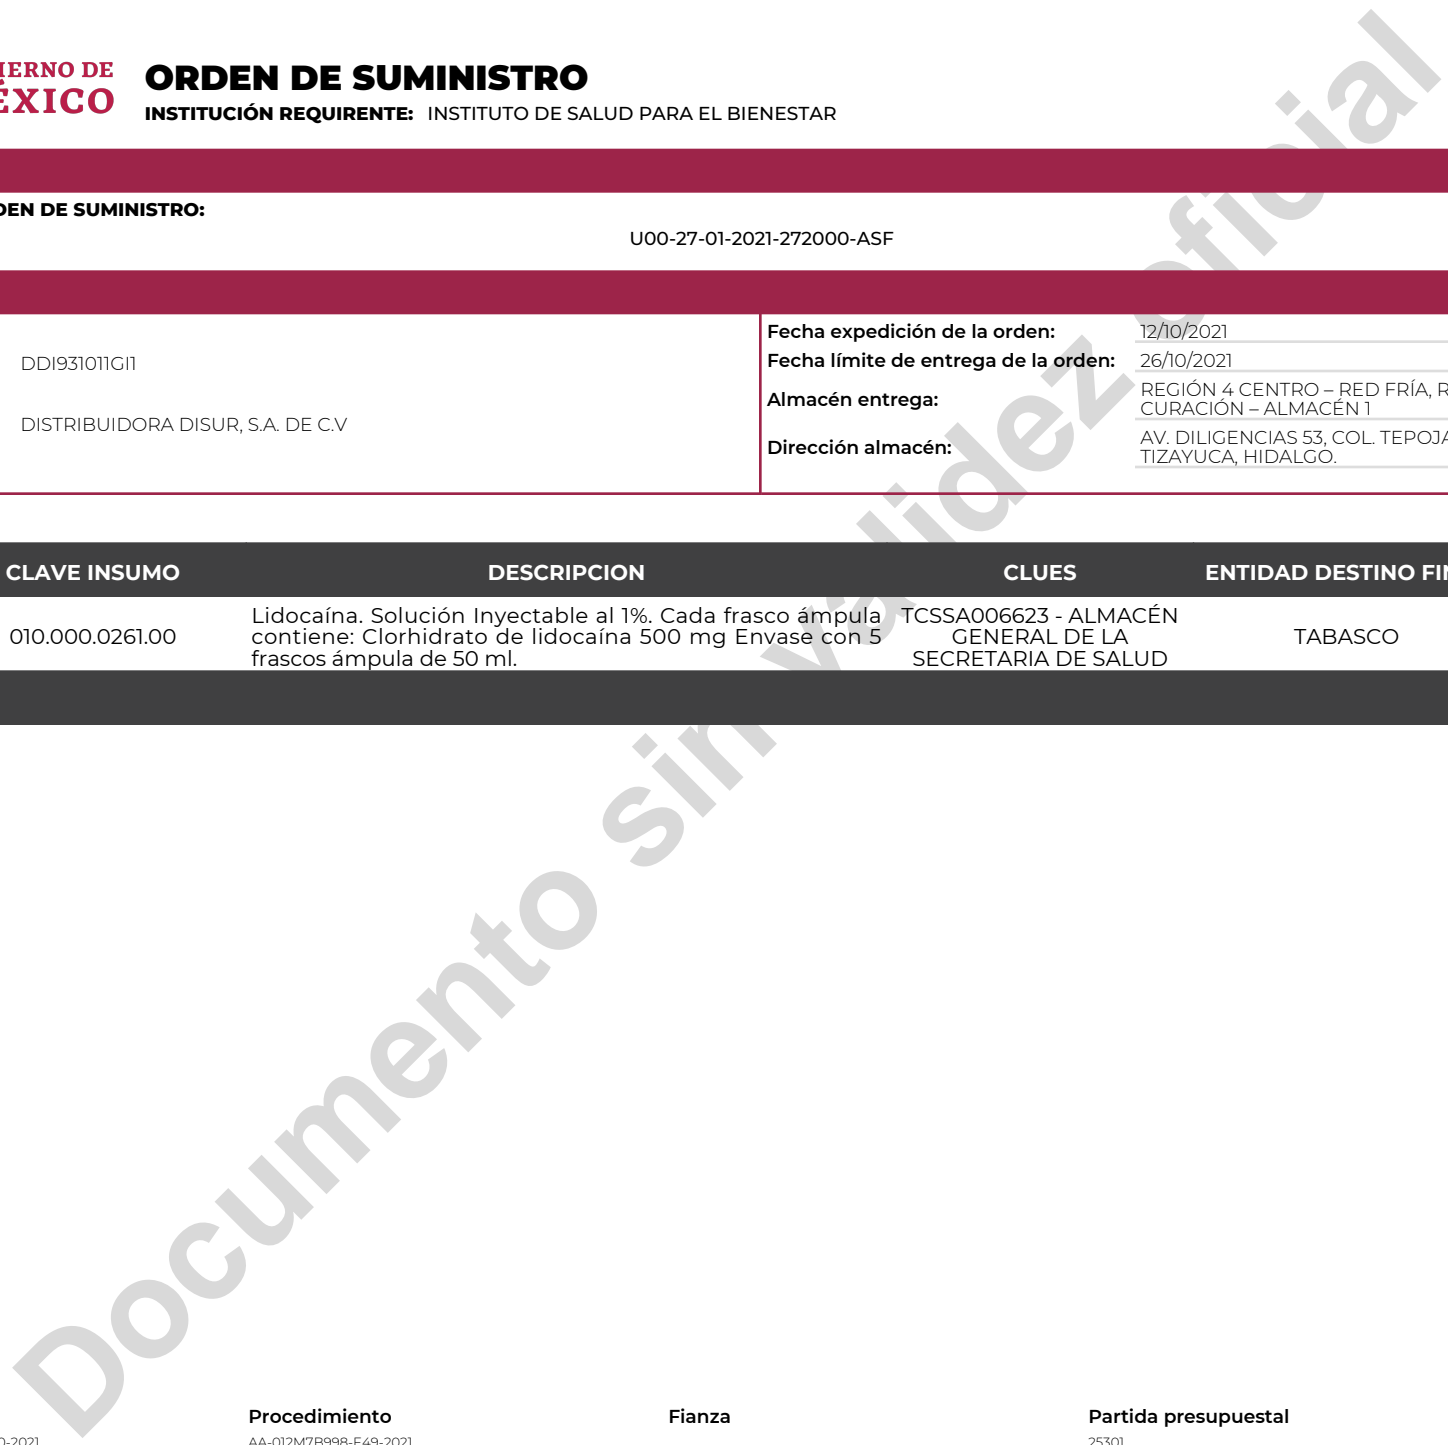 IERNO DE
ÉXICO
ORDEN DE SUMINISTRO
INSTITUCIÓN REQUIRENTE: INSTITUTO DE SALUD PARA EL BIENESTAR
DEN DE SUMINISTRO:
U00-27-01-2021-272000-ASF
DDI931011GI1
DISTRIBUIDORA DISUR, S.A. DE C.V
Fecha expedición de la orden: 12/10/2021
Fecha límite de entrega de la orden: 26/10/2021
Almacén entrega: REGIÓN 4 CENTRO – RED FRÍA, R
CURACIÓN – ALMACÉN 1
Dirección almacén: AV. DILIGENCIAS 53, COL. TEPOJA
TIZAYUCA, HIDALGO.
CLAVE INSUMO DESCRIPCION CLUES ENTIDAD DESTINO FIN
010.000.0261.00
Lidocaína. Solución Inyectable al 1%. Cada frasco ámpula
contiene: Clorhidrato de lidocaína 500 mg Envase con 5
frascos ámpula de 50 ml.
TCSSA006623 - ALMACÉN
GENERAL DE LA
SECRETARIA DE SALUD
TABASCO
Documento sin validez oficial
Procedimiento Fianza Partida presupuestal
0-2021 AA-012M7B998-E49-2021 25301